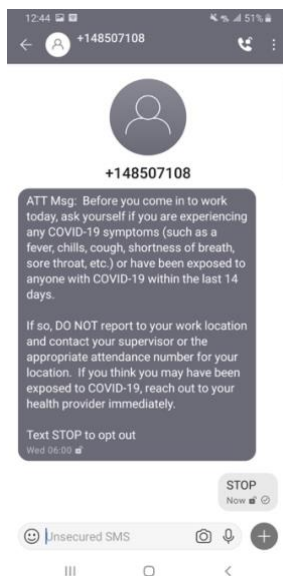 12:44 51%
+148507108
+148507108
ATT Msg:  Before you come in to work
today, ask yourself if you are experiencing
any COVID-19 symptoms (such as a
fever, chills, cough, shortness of breath,
sore throat, etc.) or have been exposed to
anyone with COVID-19 within the last 14
days.
If so, DO NOT report to your work location
and contact your supervisor or the
appropriate attendance number for your
location.  If you think you may have been
exposed to COVID-19, reach out to your
health provider immediately.
Text STOP to opt out
Wed 06:00
STOP
Now
Unsecured SMS